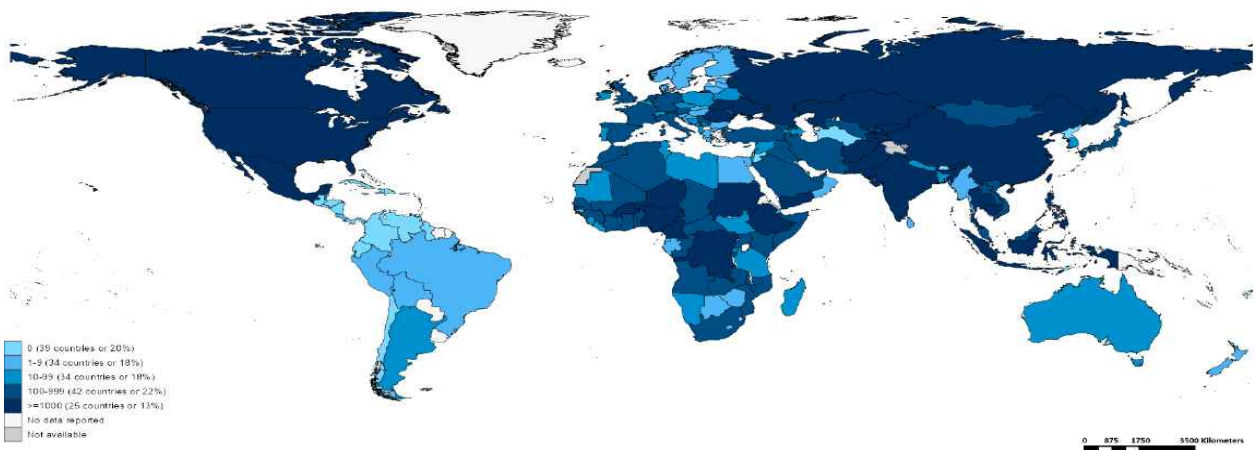 0 (39 countries or 20%)
1-9 (34 countries or 18%)
10-99 (34 countries or 18%)
100-999 (42 countries or 22%)
>=1000 (25 countries or 13%)
No data reported
Not available
0 875 1750 3500 Kilometers